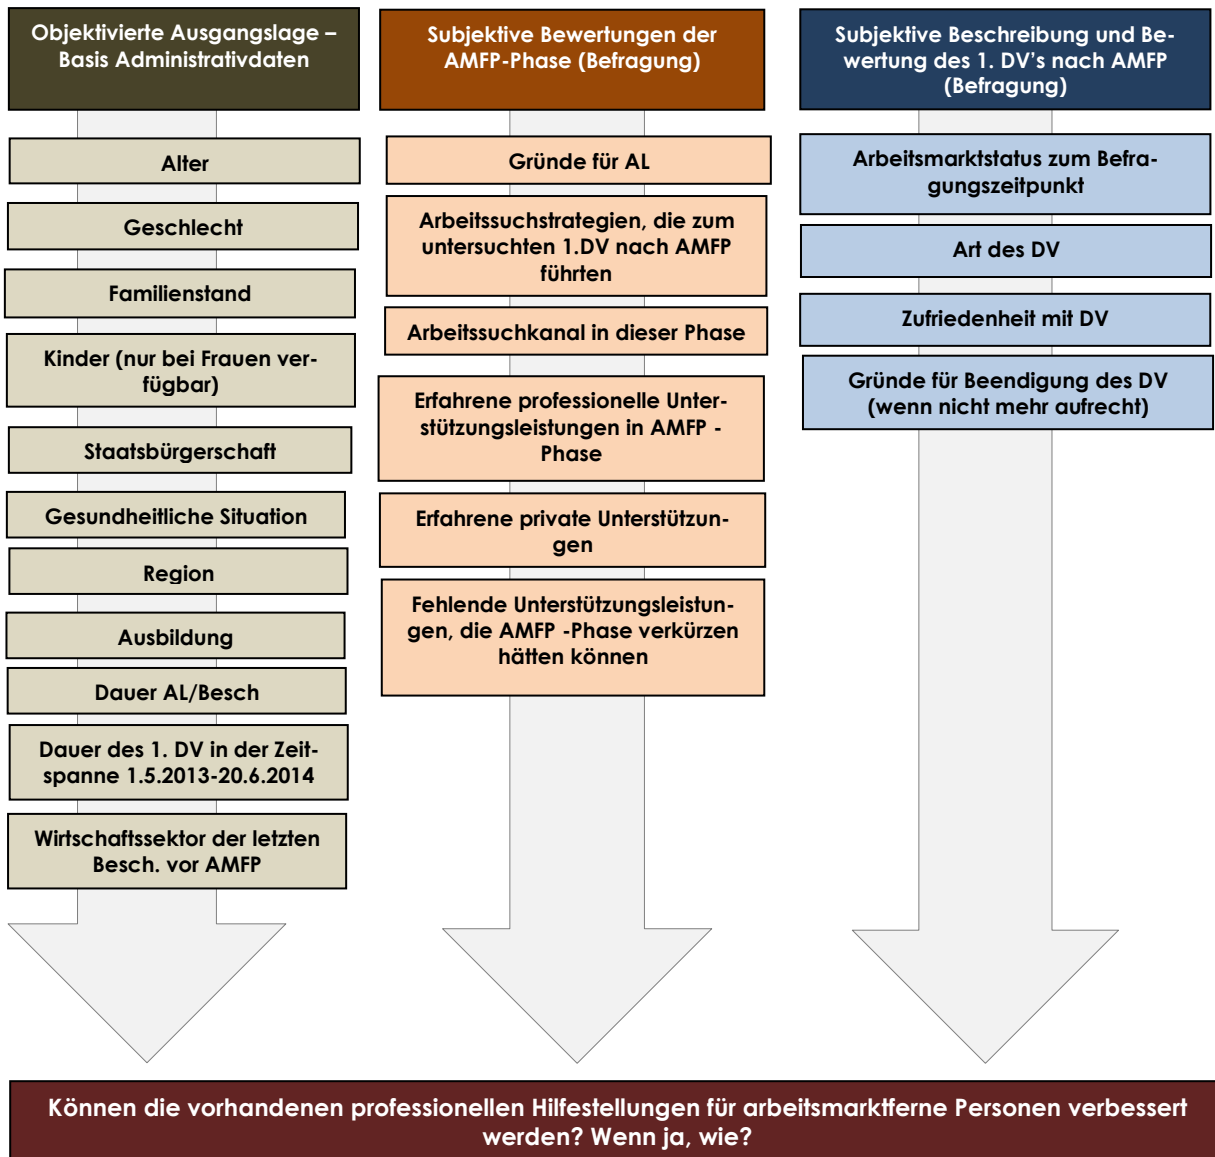 Objektivierte Ausgangslage –
Basis Administrativdaten
Alter
Geschlecht
Familienstand
Kinder (nur bei Frauen ver-
fügbar)
Staatsbürgerschaft
Gesundheitliche Situation
Region
Ausbildung
Dauer AL/Besch
Dauer des 1. DV in der Zeit-
spanne 1.5.2013-20.6.2014
Wirtschaftssektor der letzten
Besch. vor AMFP
Subjektive Bewertungen der
AMFP-Phase (Befragung)
Gründe für AL
Arbeitssuchstrategien, die zum
untersuchten 1.DV nach AMFP
führten
Arbeitssuchkanal in dieser Phase
Erfahrene professionelle Unter-
stützungsleistungen in AMFP -
Phase
Erfahrene private Unterstützun-
gen
Fehlende Unterstützungsleistun-
gen, die AMFP -Phase verkürzen
hätten können
Subjektive Beschreibung und Be-
wertung des 1. DV's nach AMFP
(Befragung)
Arbeitsmarktstatus zum Befra-
gungszeitpunkt
Art des DV
Zufriedenheit mit DV
Gründe für Beendigung des DV
(wenn nicht mehr aufrecht)
Können die vorhandenen professionellen Hilfestellungen für arbeitsmarktferne Personen verbessert
werden? Wenn ja, wie?